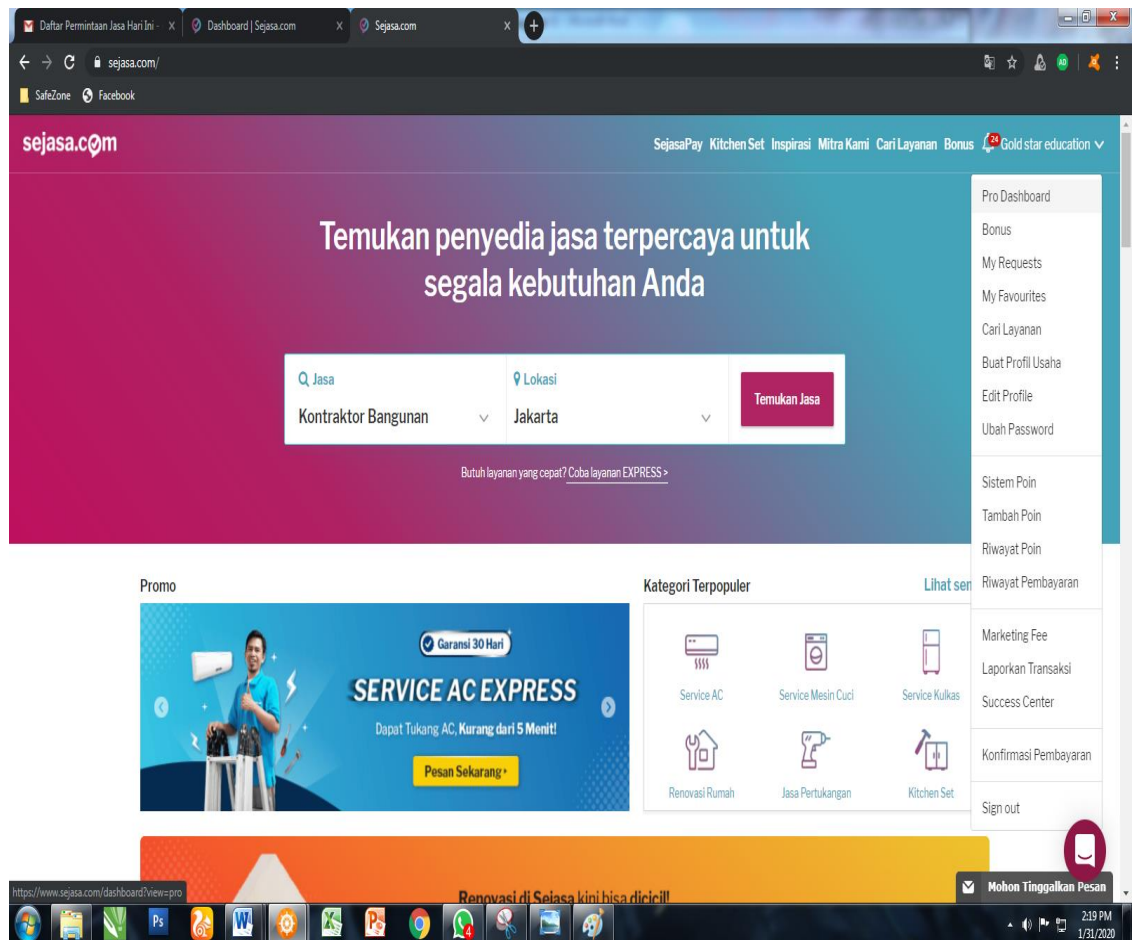 Daftar Permintaan Jasa Hari Ini -
Dashboard | Sejasa.com
Sejasa.com
sejasa.com/
SafeZone
Facebook
sejasa.com
SejasaPay Kitchen Set Inspirasi Mitra Kami Cari Layanan Bonus 24 Gold star education
Temukan penyedia jasa terpercaya untuk
segala kebutuhan Anda
Jasa
Kontraktor Bangunan
Lokasi
Jakarta
Temukan Jasa
Butuh layanan yang cepat? Coba layanan EXPRESS >
Pro Dashboard
Bonus
My Requests
My Favourites
Cari Layanan
Buat Profil Usaha
Edit Profile
Ubah Password
Sistem Poin
Tambah Poin
Riwayat Poin
Riwayat Pembayaran
Marketing Fee
Laporkan Transaksi
Success Center
Konfirmasi Pembayaran
Sign out
Promo
Garansi 30 Hari
SERVICE AC EXPRESS
Dapat Tukang AC, Kurang dari 5 Menit!
Pesan Sekarang
Kategori Terpopuler
Lihat sem
Service AC
Service Mesin Cuci
Service Kulkas
Renovasi Rumah
Jasa Pertukangan
Kitchen Set
Renovasi di Sejasa kini bisa dicicil!
https://www.sejasa.com/dashboard?view=pro
Mohon Tinggalkan Pesan
Ps
4
2:19 PM
1/31/2020